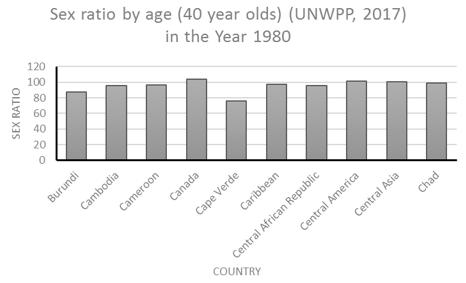 Sex ratio by age (40 year olds) (UNWPP, 2017)
in the Year 1980
SEX RATIO
120
100
80
60
40
20
0
Burundi
Cambodia
Cameroon
Canada
Cape Verde
Caribbean
Central African Republic
Central America
Central Asia
Chad
COUNTRY